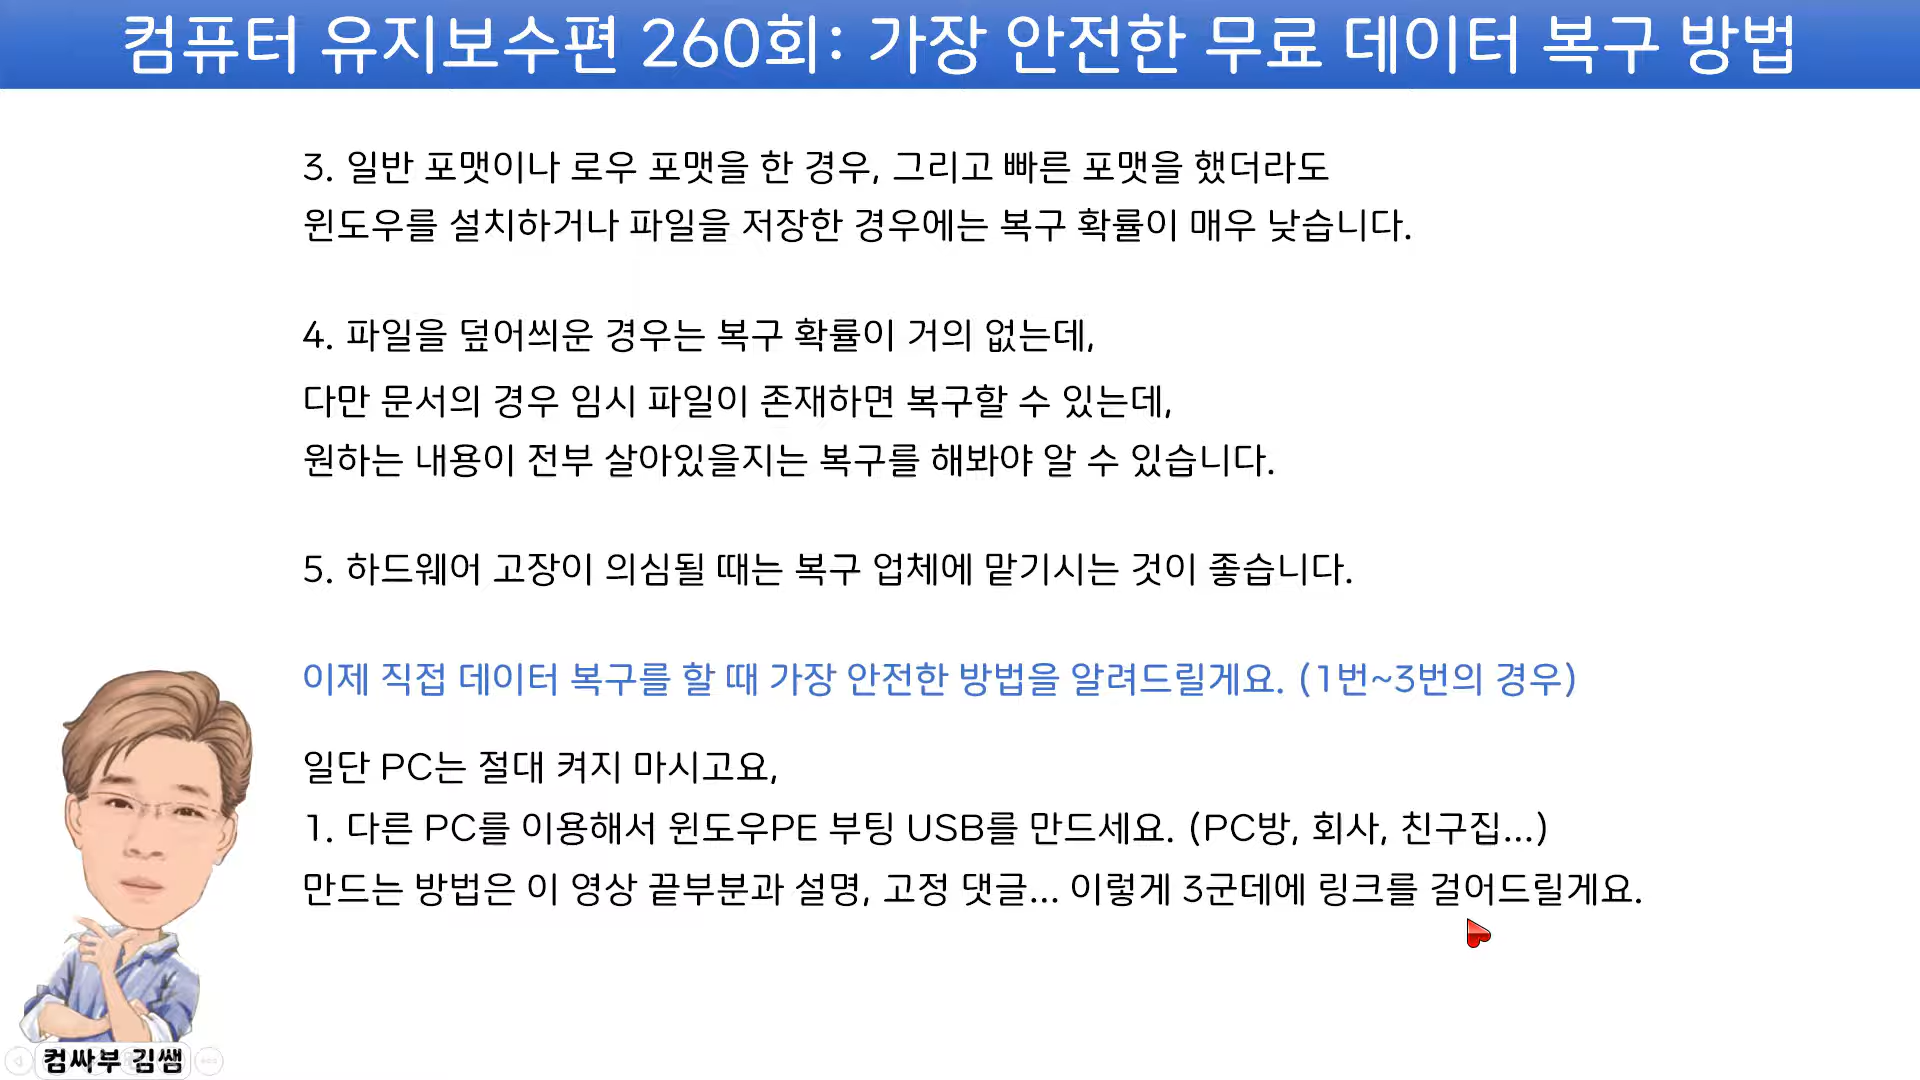 컴퓨터 유지보수편 260회: 가장 안전한 무료 데이터 복구 방법
3. 일반 포맷이나 로우 포맷을 한 경우, 그리고 빠른 포맷을 했더라도
윈도우를 설치하거나 파일을 저장한 경우에는 복구 확률이 매우 낮습니다.
4. 파일을 덮어씌운 경우는 복구 확률이 거의 없는데,
다만 문서의 경우 임시 파일이 존재하면 복구할 수 있는데,
원하는 내용이 전부 살아있을지는 복구를 해봐야 알 수 있습니다.
5. 하드웨어 고장이 의심될 때는 복구 업체에 맡기시는 것이 좋습니다.
이제 직접 데이터 복구를 할 때 가장 안전한 방법을 알려드릴게요. (1번~3번의 경우)
일단 PC는 절대 켜지 마시고요,
1. 다른 PC를 이용해서 윈도우PE 부팅 USB를 만드세요. (PC방, 회사, 친구집...)
만드는 방법은 이 영상 끝부분과 설명, 고정 댓글... 이렇게 3군데에 링크를 걸어드릴게요.
컴싸부 김쌤